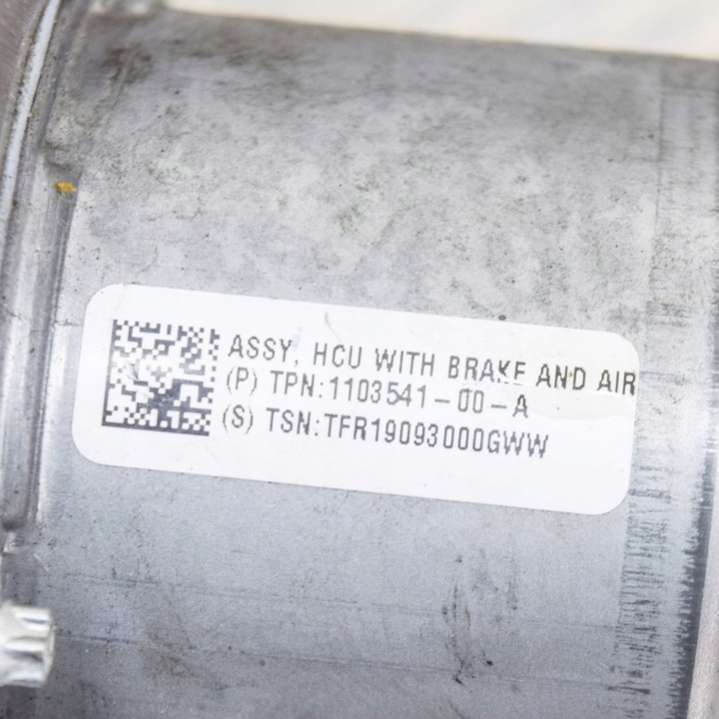 ASSY, HCU WITH BRAKE AND AIR
(P) TPN:1103541-00-A
(S) TSN:TFR19093000GWW